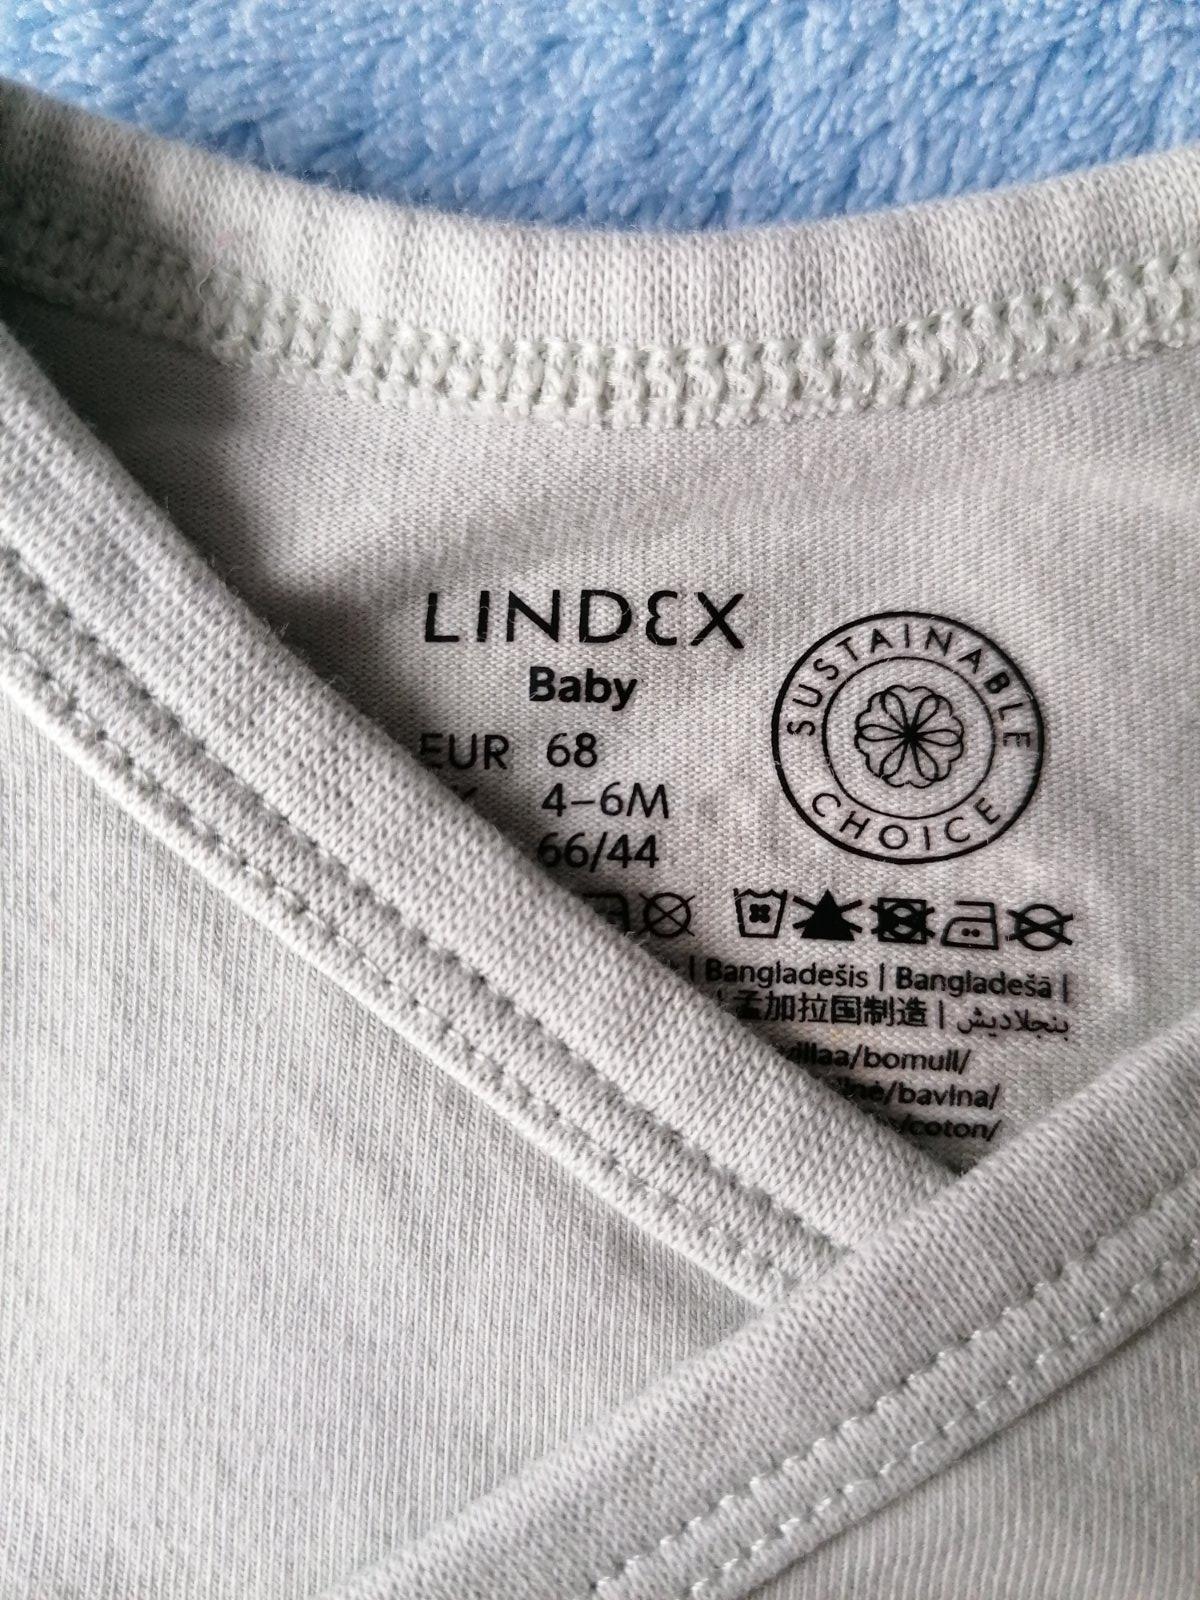 LINDEX
Baby
SUSTAINABLE
CHOICE
EUR 68
4-6M
66/44
| Bangladešis | Bangladešā |
| 孟加拉国制造 | بنجلاديش
/bomull/
/bavlna/
/coton/